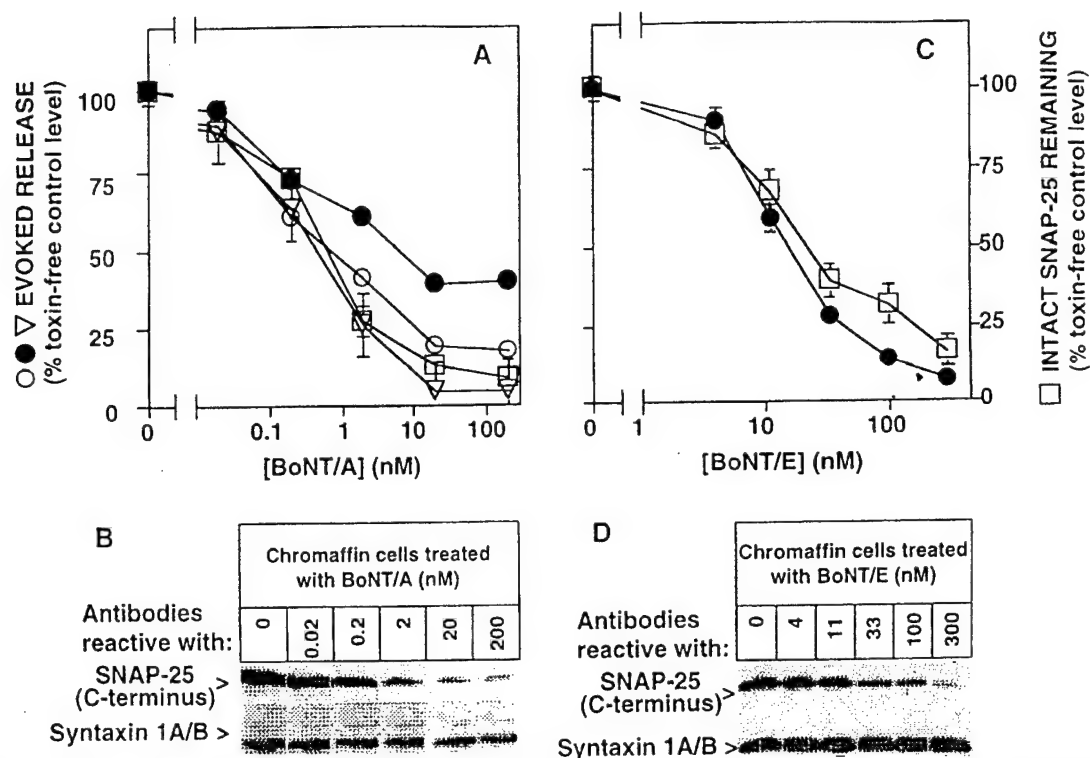 A
○● ▽ EVOKED RELEASE
(% toxin-free control level)
100
75
50
25
0
0
0.1
1
10
100
[BoNT/A] (nM)
C
□ INTACT SNAP-25 REMAINING
(% toxin-free control level)
100
75
50
25
0
0
1
10
100
[BoNT/E] (nM)
B
Chromaffin cells treated
with BoNT/A (nM)
Antibodies
reactive with:
0
0.02
0.2
2
20
200
SNAP-25 >
(C-terminus)
Syntaxin 1A/B >
D
Chromaffin cells treated
with BoNT/E (nM)
Antibodies
reactive with:
0
4
11
33
100
300
SNAP-25 >
(C-terminus)
Syntaxin 1A/B >